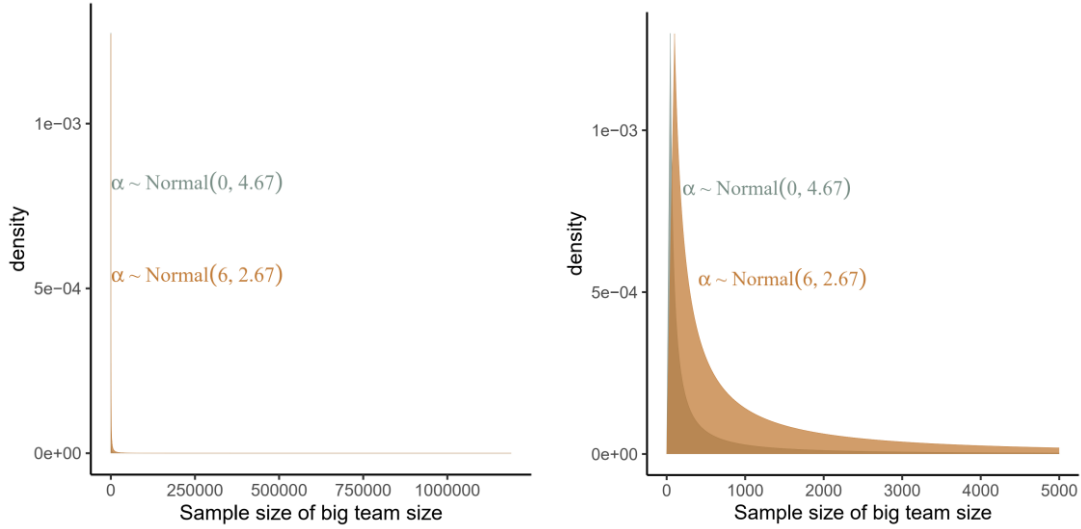 density
1e−03
5e−04
0e+00
α ~ Normal(0, 4.67)
α ~ Normal(6, 2.67)
0 250000 500000 750000 1000000
Sample size of big team size
density
1e−03
5e−04
0e+00
α ~ Normal(0, 4.67)
α ~ Normal(6, 2.67)
0 1000 2000 3000 4000 5000
Sample size of big team size